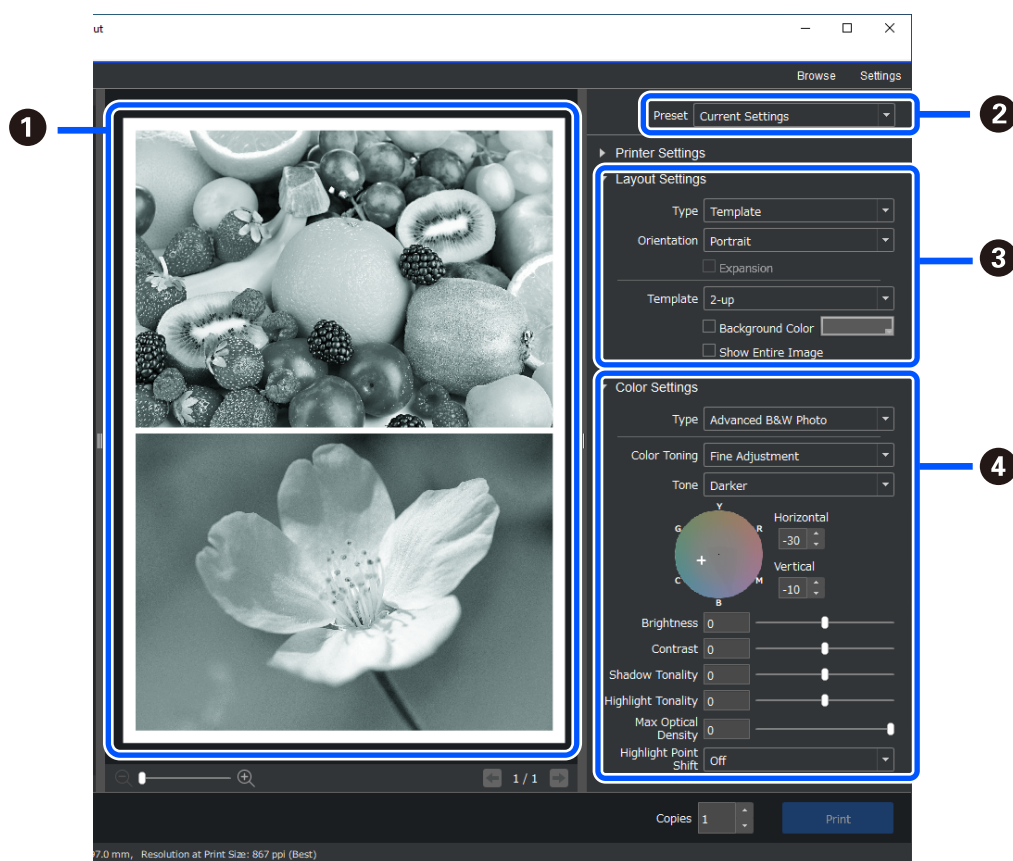 ut
Browse Settings
1
2
Preset Current Settings
Printer Settings
Layout Settings
Type Template
Orientation Portrait
3
Expansion
Template 2-up
Background Color
Show Entire Image
Color Settings
Type Advanced B&W Photo
Color Toning Fine Adjustment
4
Tone Darker
Y
G R
C M
B
Horizontal
-30
Vertical
-10
Brightness 0
Contrast 0
Shadow Tonality 0
Highlight Tonality 0
Max Optical
Density 0
Highlight Point
Shift Off
1 / 1
Copies 1 Print
97.0 mm, Resolution at Print Size: 867 ppi (Best)